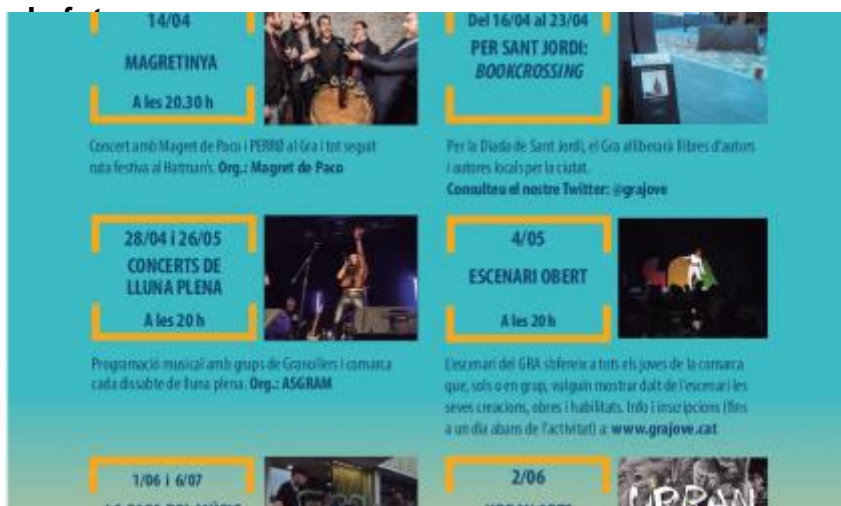 14/04
MAGRETINYA
A les 20.30 h
Concert amb Magret de Paco i PERRØ al Gra i tot seguit
ruta festiva al Hatman's. Org.: Magret de Paco
Del 16/04 al 23/04
PER SANT JORDI:
BOOKCROSSING
Per la Diada de Sant Jordi, el Gra alliberarà llibres d'autors
i autores locals per la ciutat.
Consulteu el nostre Twitter: @grajove
28/04 i 26/05
CONCERTS DE
LLUNA PLENA
A les 20 h
Programació musical amb grups de Granollers i comarca
cada dissabte de lluna plena. Org.: ASGRAM
4/05
ESCENARI OBERT
A les 20 h
L'escenari del GRA s'ofereix a tots els joves de la comarca
que, sols o en grup, vulguin mostrar dalt de l'escenari les
seves creacions, obres i habilitats. Info i inscripcions (fins
a un dia abans de l'activitat) a: www.grajove.cat
1/06 i 6/07
2/06
URBAN